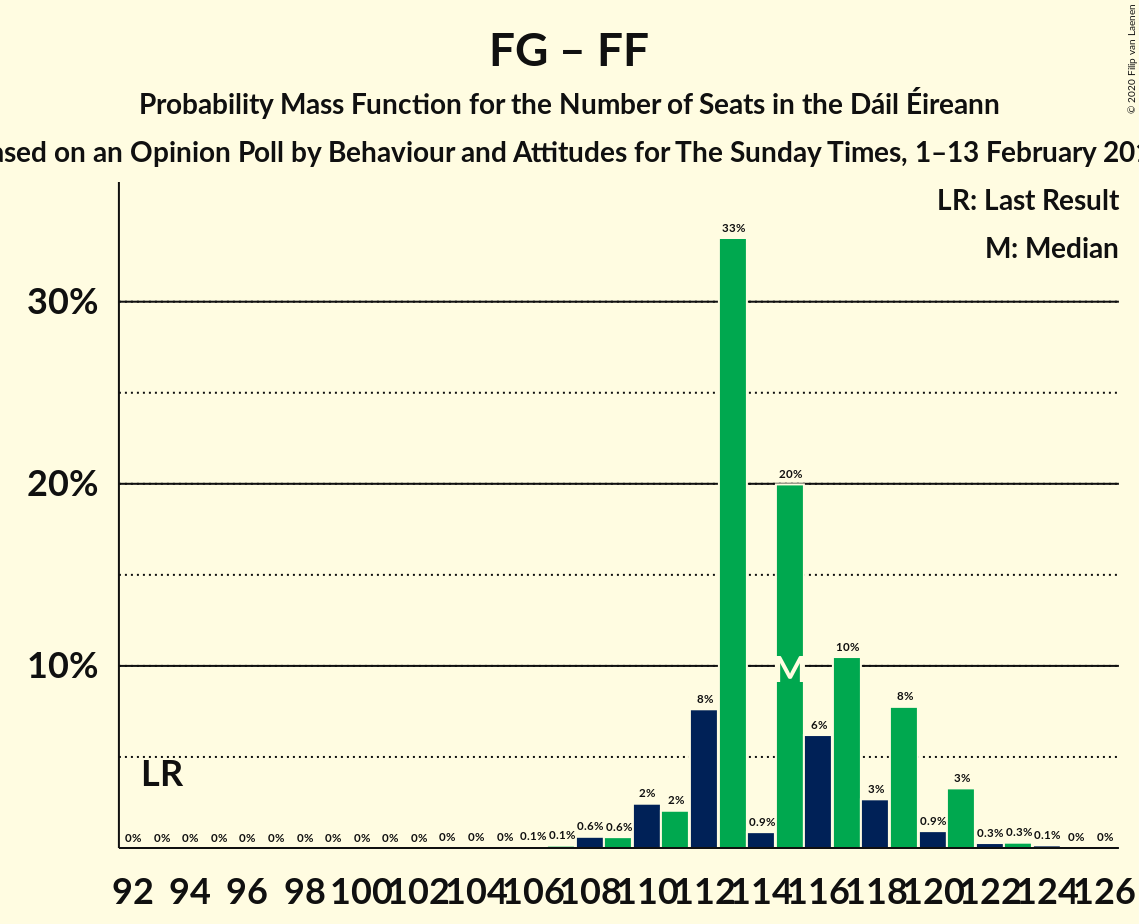 FG – FF
Probability Mass Function for the Number of Seats in the Dáil Éireann
on an Opinion Poll by Behaviour and Attitudes for The Sunday Times, 1–13 February
© 2020 Filip van Laenen
LR: Last Result
M: Median
33%
30%
20%
20%
10%
10%
8% 8%
6%
LR
3% 3%
2% 2%
0% 0% 0% 0% 0% 0% 0% 0% 0% 0% 0% 0% 0% 0% 0.1% 0.1% 0.6% 0.6% 0.9% 0.9% 0.3% 0.3% 0.1% 0% 0%
M
92 94 96 98 100 102 104 106 108 110 112 114 116 118 120 122 124 126